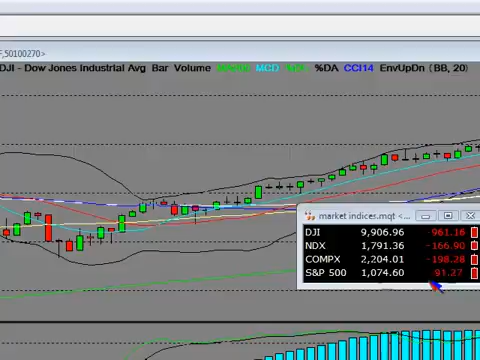 F,50100270>
DJI - Dow Jones Industrial Avg Bar Volume MCD %DA CCI14 EnvUpDn (BB, 20)
market indices.mqt <...
DJI 9,906.96 -961.16
NDX 1,791.36 -166.90
COMPX 2,204.01 -198.28
S&P 500 1,074.60 -91.27